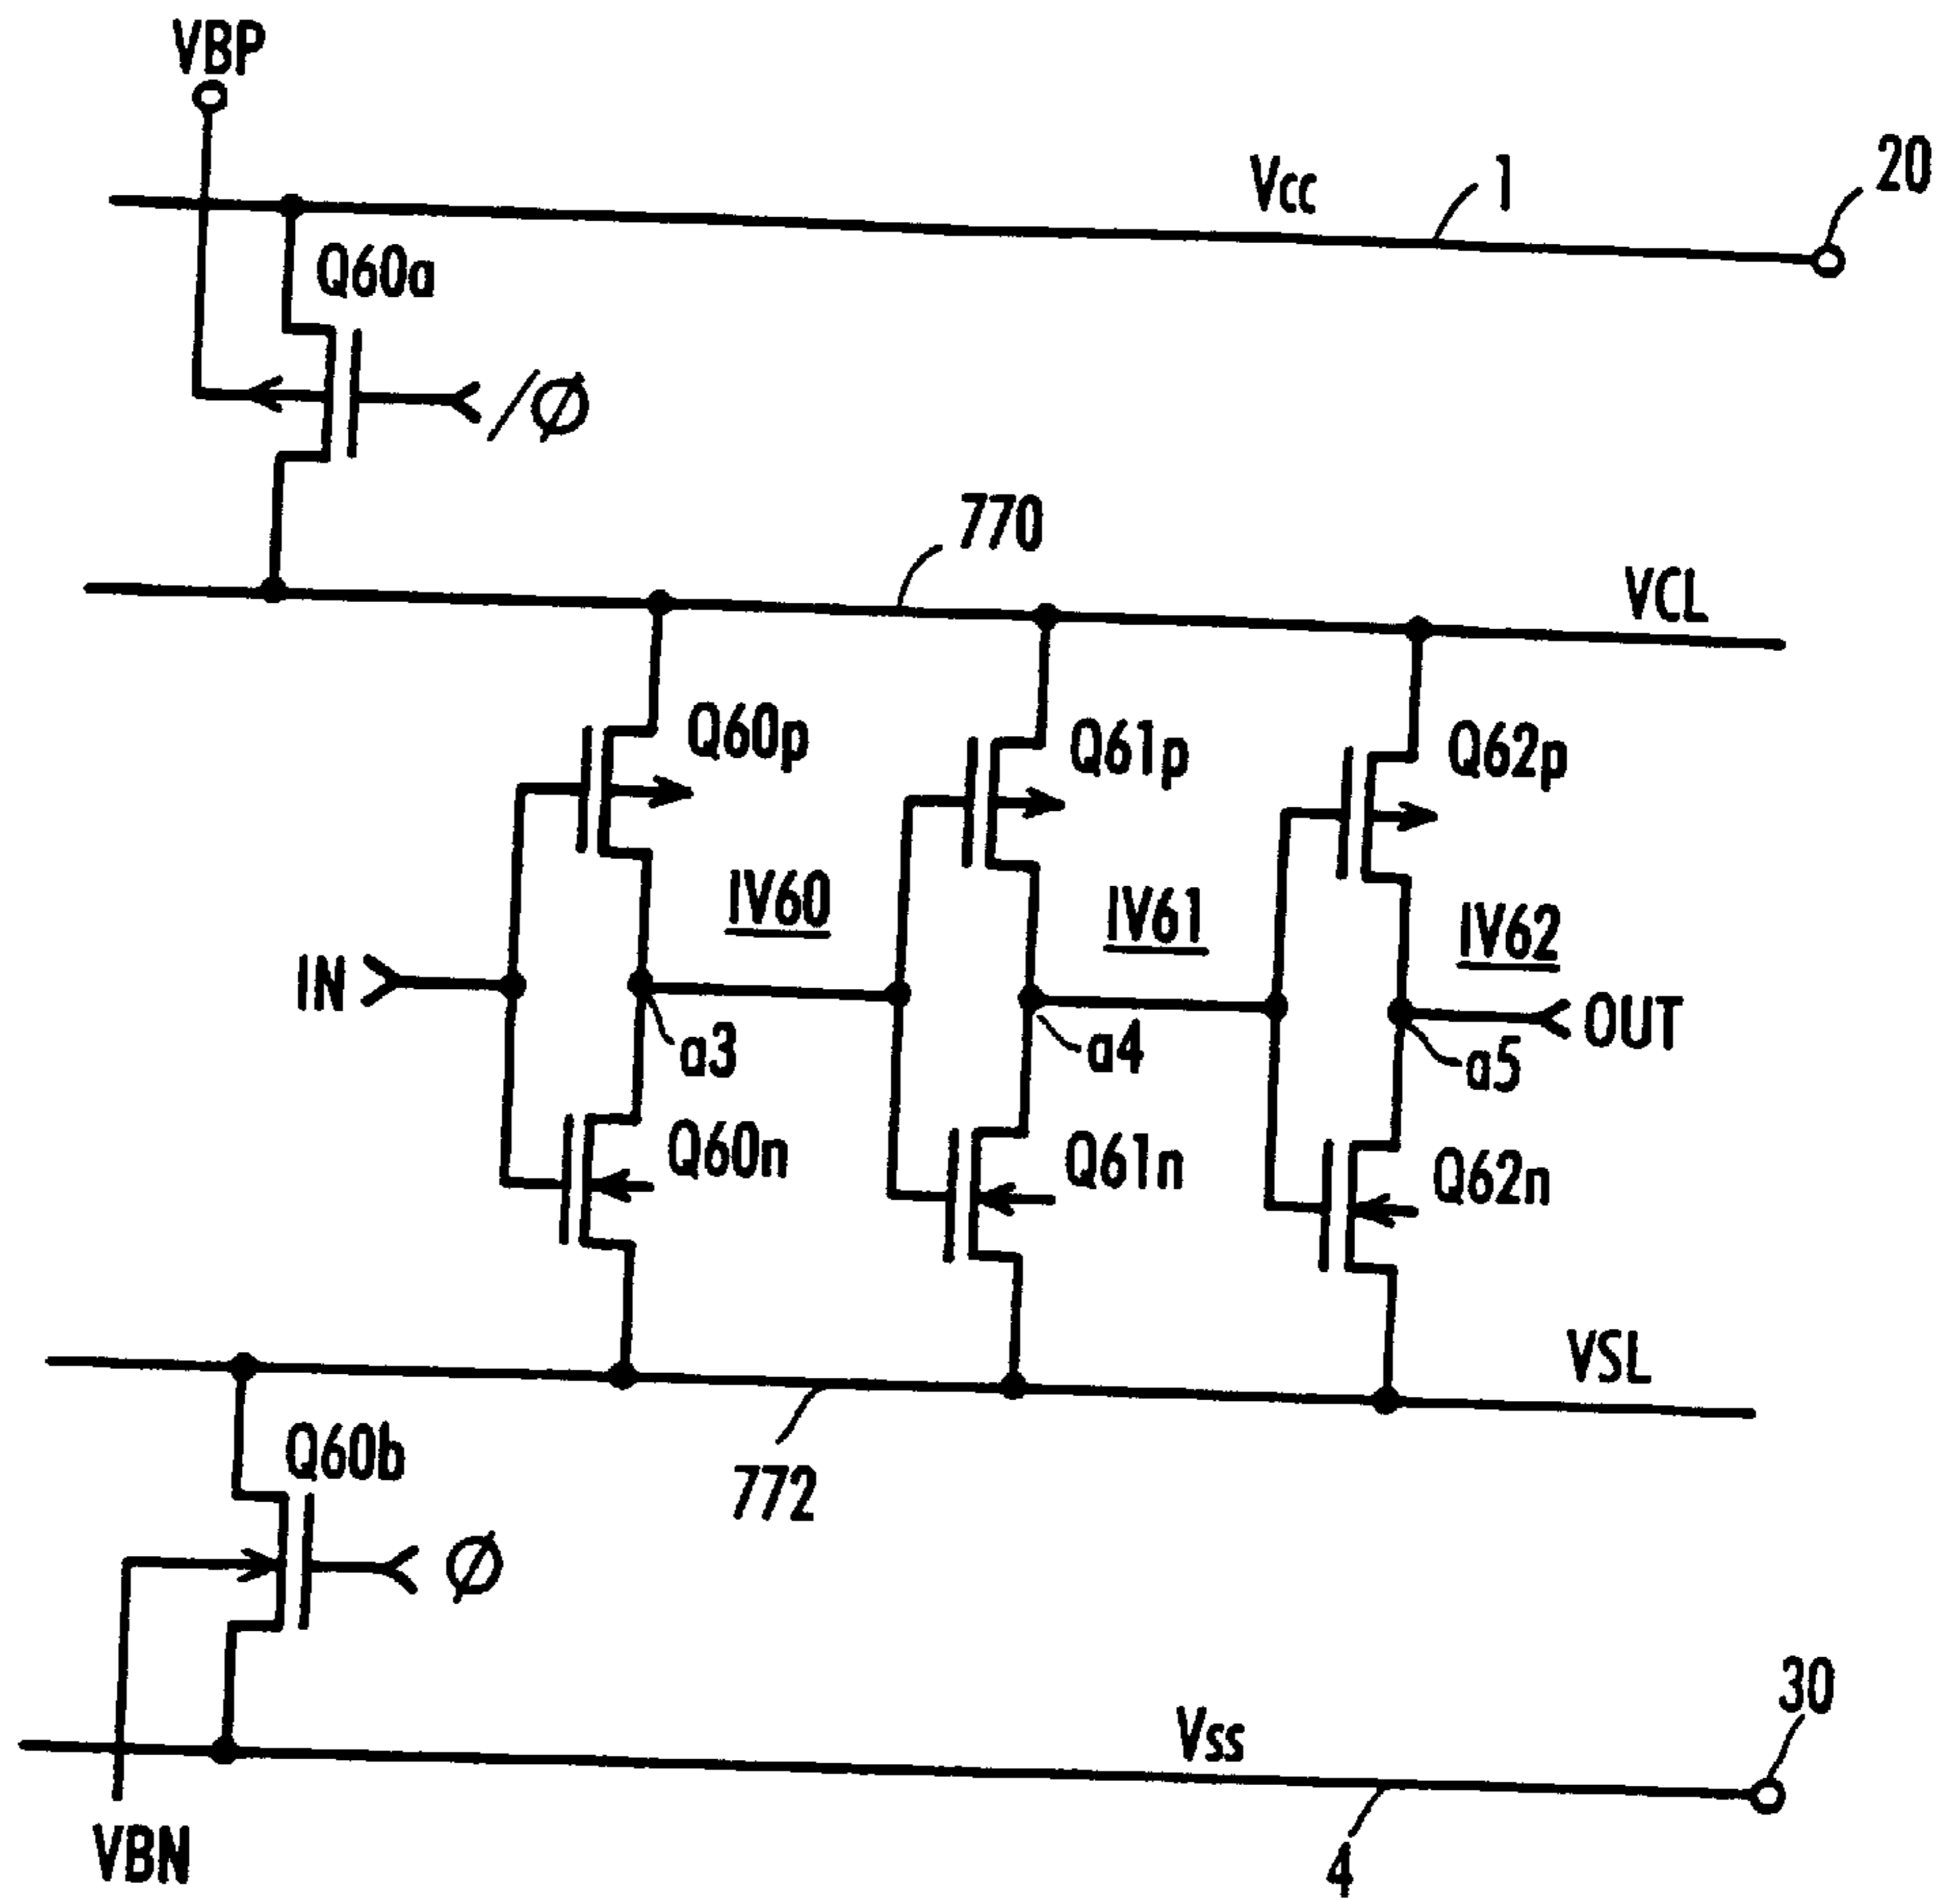 VBP
20
Vcc
1
Q60a
/Ø
770
VCL
Q60p
Q61p
Q62p
IV60
IV61
IV62
IN
OUT
a3
a4
a5
Q60n
Q61n
Q62n
VSL
Q60b
772
Ø
30
Vss
VBN
4